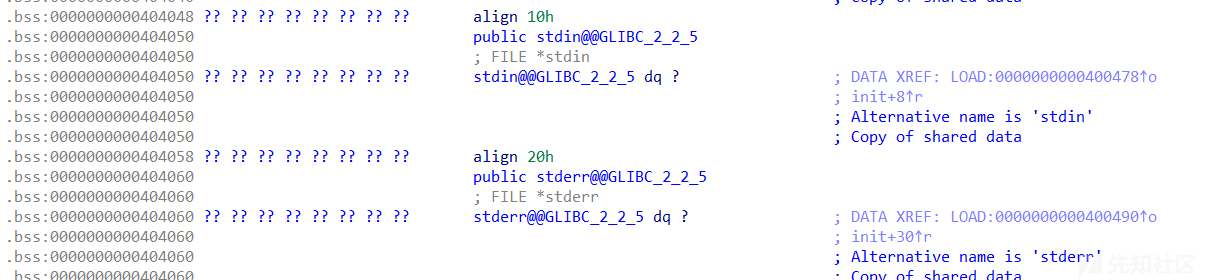 .bss:0000000000404048 ?? ?? ?? ?? ?? ?? ?? ?? align 10h ; Copy of shared data
.bss:0000000000404050 public stdin@@GLIBC_2_2_5
.bss:0000000000404050 ; FILE *stdin
.bss:0000000000404050 ?? ?? ?? ?? ?? ?? ?? ?? stdin@@GLIBC_2_2_5 dq ? ; DATA XREF: LOAD:0000000000400478↑o
.bss:0000000000404050 ; init+8↑r
.bss:0000000000404050 ; Alternative name is 'stdin'
.bss:0000000000404050 ; Copy of shared data
.bss:0000000000404058 ?? ?? ?? ?? ?? ?? ?? ?? align 20h
.bss:0000000000404060 public stderr@@GLIBC_2_2_5
.bss:0000000000404060 ; FILE *stderr
.bss:0000000000404060 ?? ?? ?? ?? ?? ?? ?? ?? stderr@@GLIBC_2_2_5 dq ? ; DATA XREF: LOAD:0000000000400490↑o
.bss:0000000000404060 ; init+30↑r
.bss:0000000000404060 ; Alternative name is 'stderr'
.bss:0000000000404060 ; Copy of shared data
先知社区